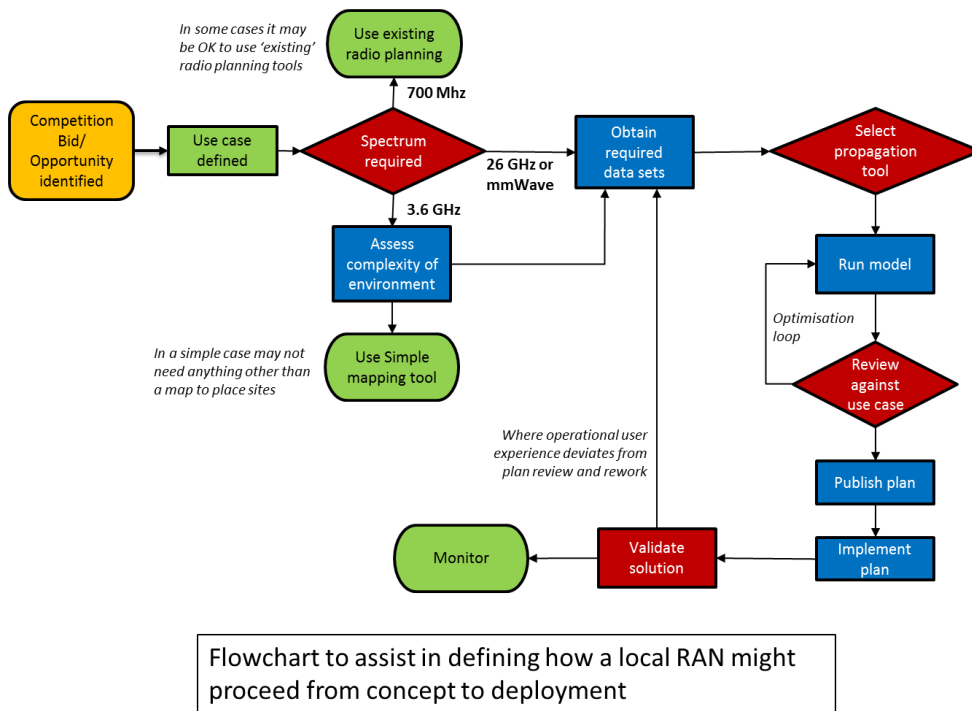 In some cases it may
be OK to use ‘existing’
radio planning tools
Use existing
radio planning
700 Mhz
Competition
Bid/
Opportunity
identified
Use case
defined
Spectrum
required
26 GHz or
mmWave
Obtain
required
data sets
Select
propagation
tool
3.6 GHz
Assess
complexity of
environment
Run model
Optimisation
loop
In a simple case may not
need anything other than
a map to place sites
Use Simple
mapping tool
Review
against
use case
Where operational user
experience deviates from
plan review and rework
Publish plan
Monitor
Validate
solution
Implement
plan
Flowchart to assist in defining how a local RAN might
proceed from concept to deployment